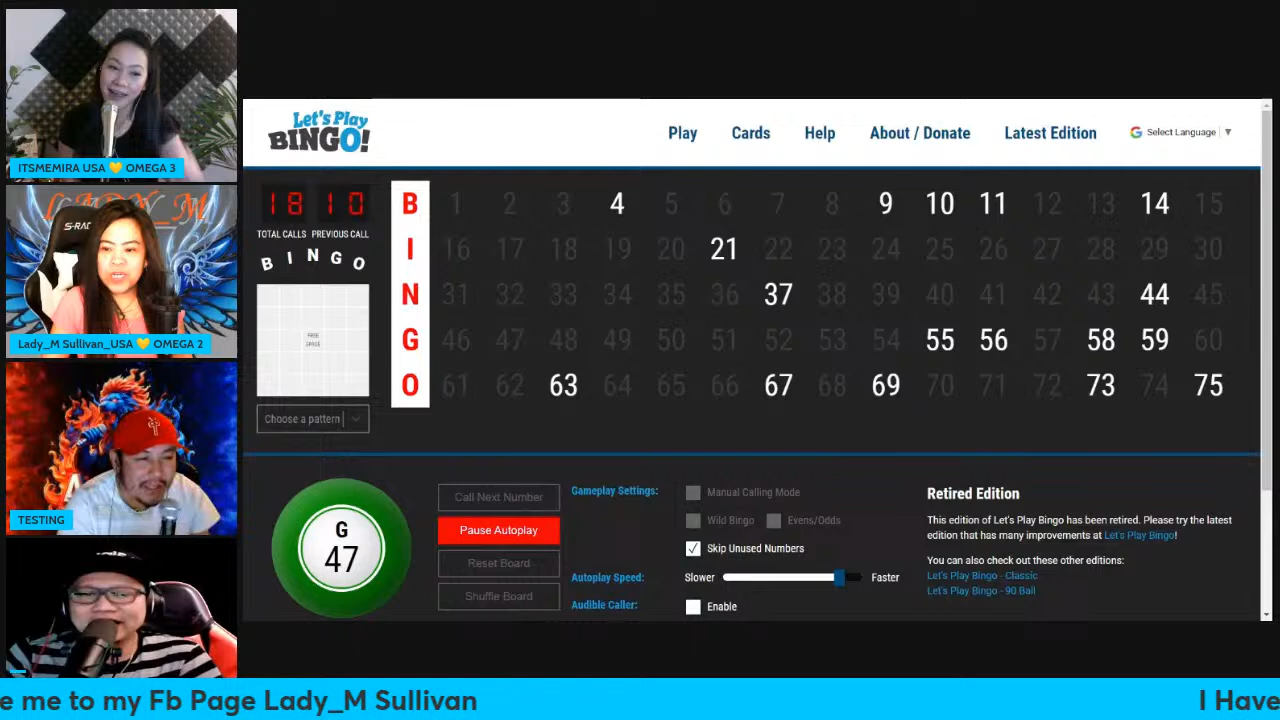 LADY_M
S-RAC
ITSMEMIRA USA 💛 OMEGA 3
Lady_M Sullivan_USA 💛 OMEGA 2
TESTING
Let's Play
BINGO!
Play Cards Help About / Donate Latest Edition Select Language ▼
18 10
TOTAL CALLS PREVIOUS CALL
B I N G O
FREE
SPACE
Choose a pattern
B 1 2 3 4 5 6 7 8 9 10 11 12 13 14 15
I 16 17 18 19 20 21 22 23 24 25 26 27 28 29 30
N 31 32 33 34 35 36 37 38 39 40 41 42 43 44 45
G 46 47 48 49 50 51 52 53 54 55 56 57 58 59 60
O 61 62 63 64 65 66 67 68 69 70 71 72 73 74 75
G
47
Call Next Number
Pause Autoplay
Reset Board
Shuffle Board
Gameplay Settings:
Manual Calling Mode
Wild Bingo Evens/Odds
Skip Unused Numbers
Autoplay Speed: Slower Faster
Audible Caller: Enable
Retired Edition
This edition of Let's Play Bingo has been retired. Please try the latest
edition that has many improvements at Let's Play Bingo!
You can also check out these other editions:
Let's Play Bingo - Classic
Let's Play Bingo - 90 Ball
e me to my Fb Page Lady_M Sullivan
I Have